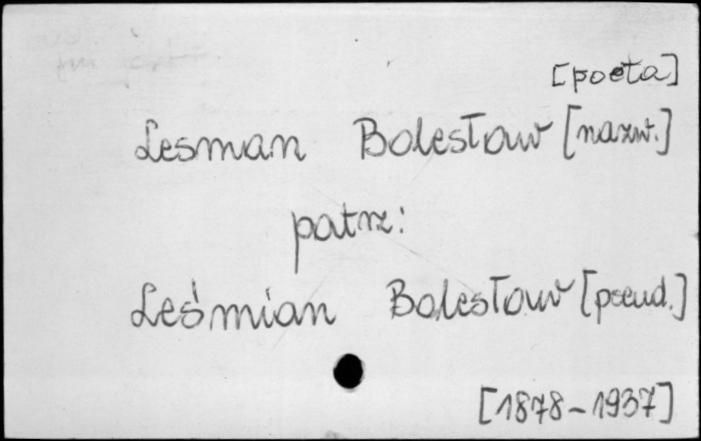 [poeta]
Lesman Bolesław [nazw.]
patrz:
Leśmian Bolesław [pseud.]
[1878-1937]